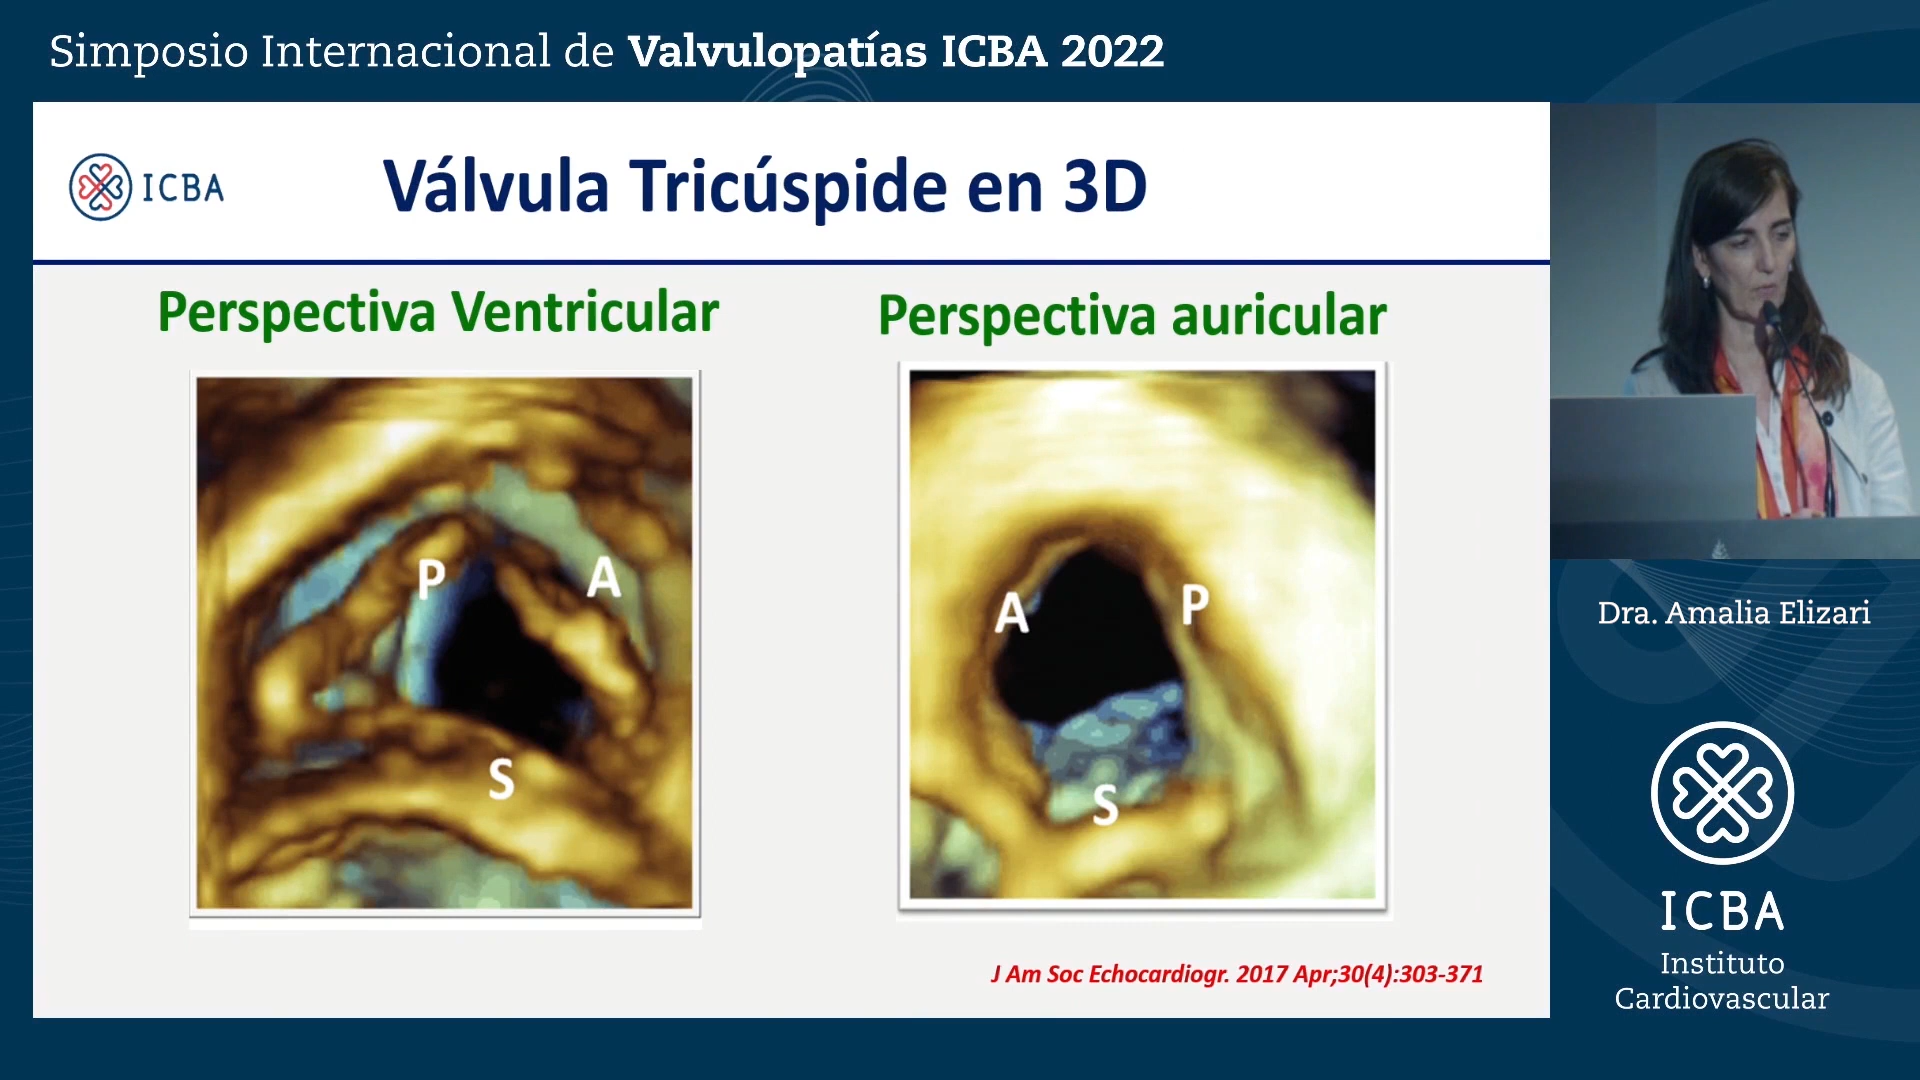 Simposio Internacional de Valvulopatías ICBA 2022
ICBA
Válvula Tricúspide en 3D
Perspectiva Ventricular
P
A
S
Perspectiva auricular
A
P
S
J Am Soc Echocardiogr. 2017 Apr;30(4):303-371
Dra. Amalia Elizari
ICBA
Instituto
Cardiovascular